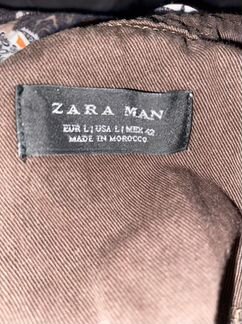 ZARA MAN
EUR L | USA L | MEX 42
MADE IN MOROCCO